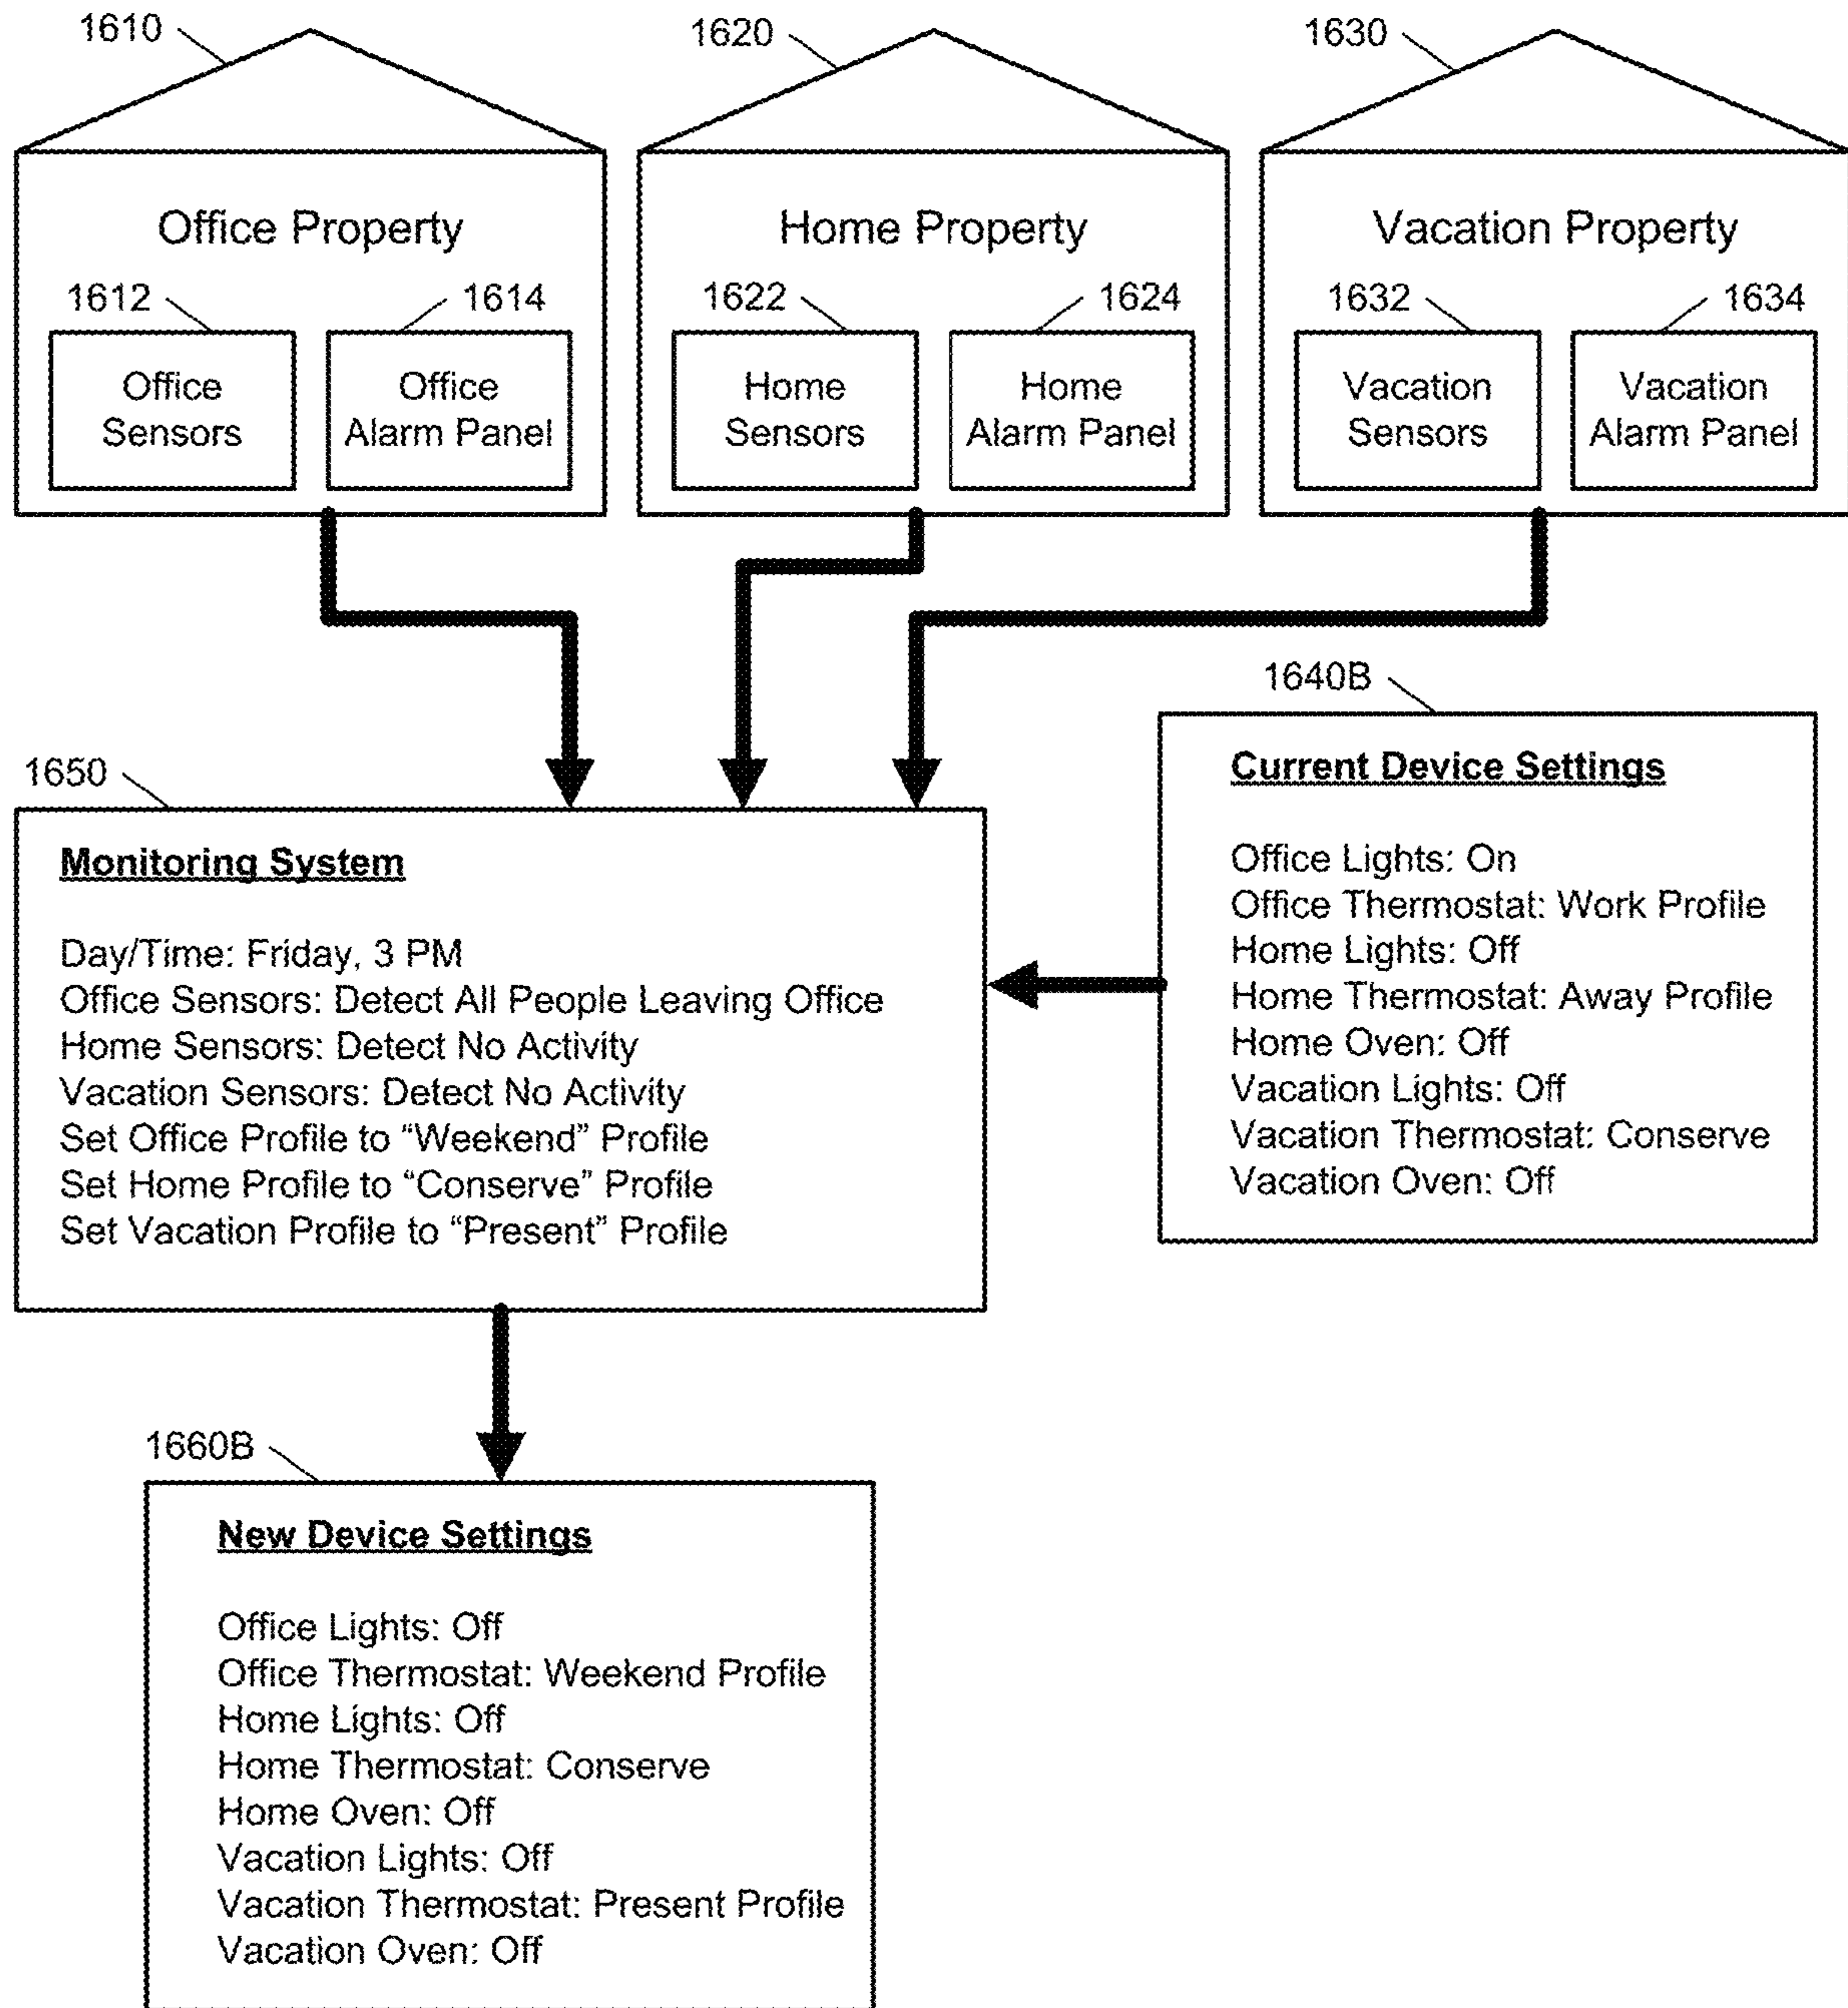 1610
1620
1630
Office Property
Home Property
Vacation Property
1612
1614
1622
1624
1632
1634
Office
Sensors
Office
Alarm Panel
Home
Sensors
Home
Alarm Panel
Vacation
Sensors
Vacation
Alarm Panel
1640B
Current Device Settings
Office Lights: On
Office Thermostat: Work Profile
Home Lights: Off
Home Thermostat: Away Profile
Home Oven: Off
Vacation Lights: Off
Vacation Thermostat: Conserve
Vacation Oven: Off
1650
Monitoring System
Day/Time: Friday, 3 PM
Office Sensors: Detect All People Leaving Office
Home Sensors: Detect No Activity
Vacation Sensors: Detect No Activity
Set Office Profile to “Weekend” Profile
Set Home Profile to “Conserve” Profile
Set Vacation Profile to “Present” Profile
1660B
New Device Settings
Office Lights: Off
Office Thermostat: Weekend Profile
Home Lights: Off
Home Thermostat: Conserve
Home Oven: Off
Vacation Lights: Off
Vacation Thermostat: Present Profile
Vacation Oven: Off